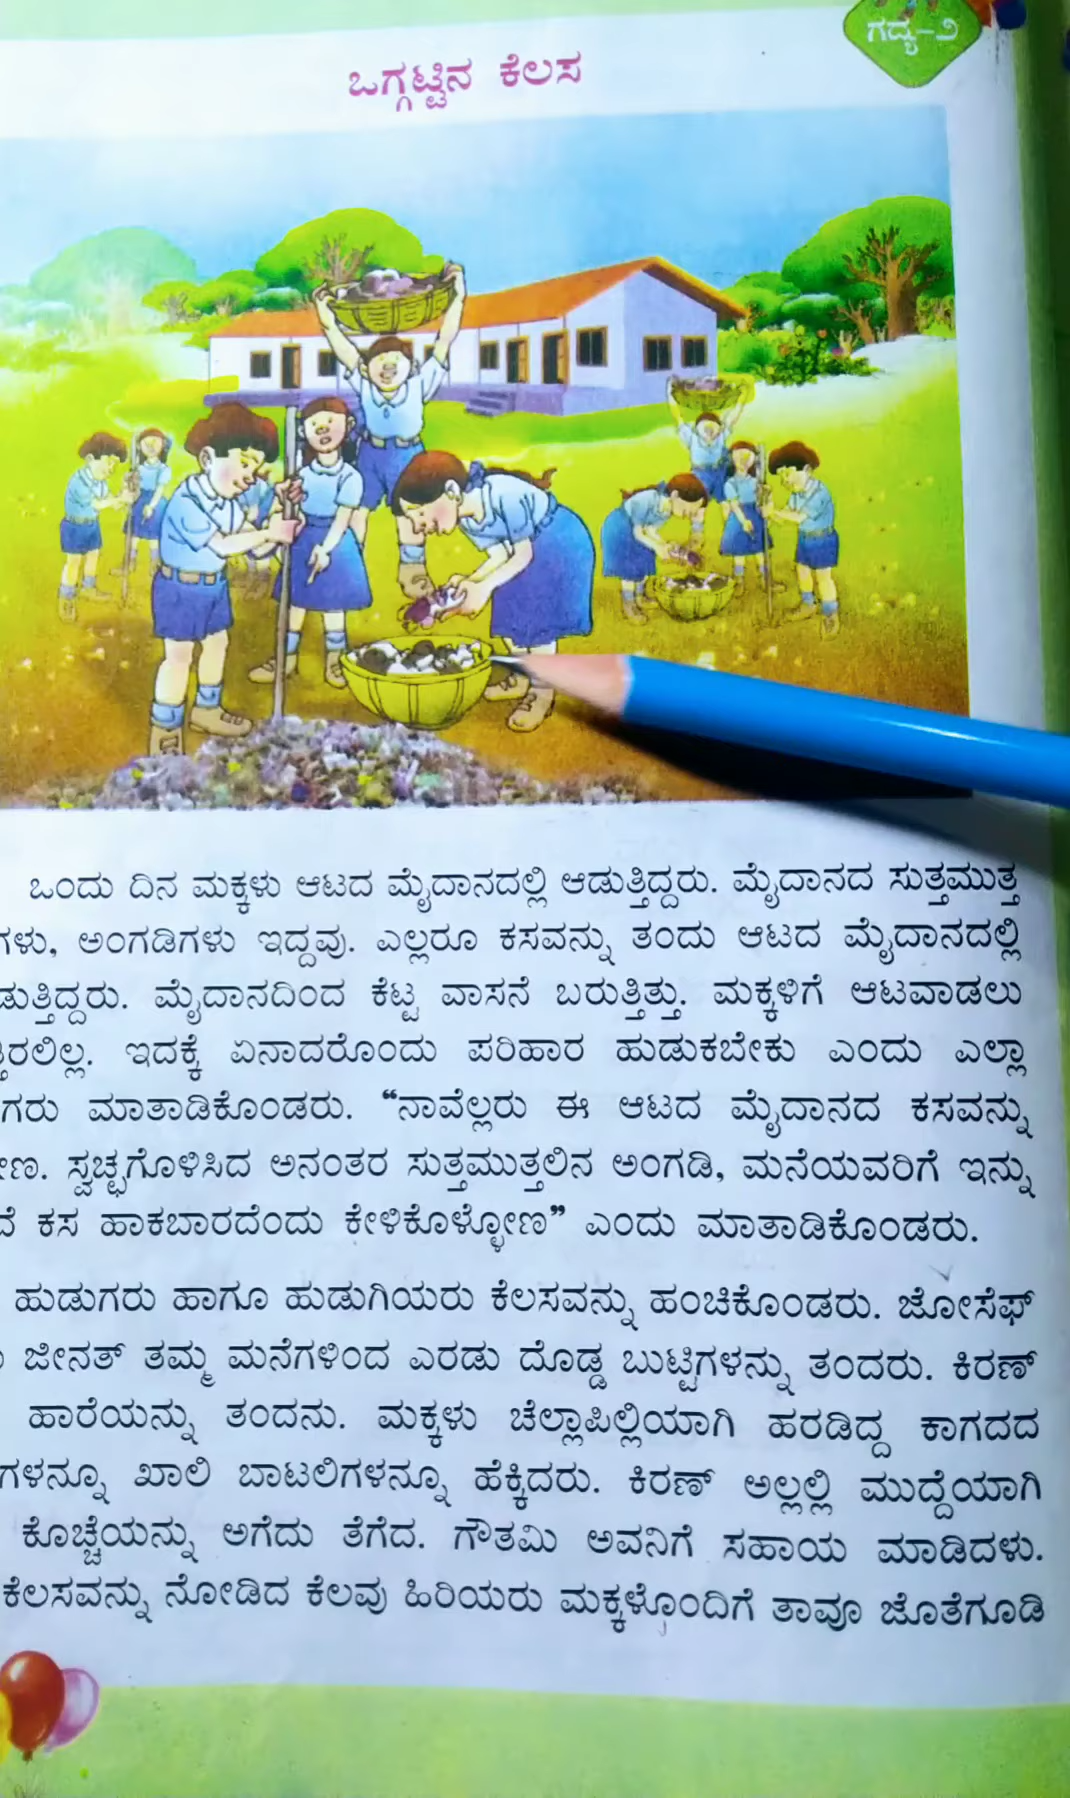 ಗದ್ಯ-೨
ಒಗ್ಗಟ್ಟಿನ ಕೆಲಸ
ಒಂದು ದಿನ ಮಕ್ಕಳು ಆಟದ ಮೈದಾನದಲ್ಲಿ ಆಡುತ್ತಿದ್ದರು. ಮೈದಾನದ ಸುತ್ತಮುತ್ತ
ಗಳು, ಅಂಗಡಿಗಳು ಇದ್ದವು. ಎಲ್ಲರೂ ಕಸವನ್ನು ತಂದು ಆಟದ ಮೈದಾನದಲ್ಲಿ
ಡುತ್ತಿದ್ದರು. ಮೈದಾನದಿಂದ ಕೆಟ್ಟ ವಾಸನೆ ಬರುತ್ತಿತ್ತು. ಮಕ್ಕಳಿಗೆ ಆಟವಾಡಲು
ತಿರಲಿಲ್ಲ. ಇದಕ್ಕೆ ಏನಾದರೊಂದು ಪರಿಹಾರ ಹುಡುಕಬೇಕು ಎಂದು ಎಲ್ಲಾ
ಗರು ಮಾತಾಡಿಕೊಂಡರು. “ನಾವೆಲ್ಲರು ಈ ಆಟದ ಮೈದಾನದ ಕಸವನ್ನು
ಣ. ಸ್ವಚ್ಛಗೊಳಿಸಿದ ಅನಂತರ ಸುತ್ತಮುತ್ತಲಿನ ಅಂಗಡಿ, ಮನೆಯವರಿಗೆ ಇನ್ನು
ಕಸ ಹಾಕಬಾರದೆಂದು ಕೇಳಿಕೊಳ್ಳೋಣ” ಎಂದು ಮಾತಾಡಿಕೊಂಡರು.
ಹುಡುಗರು ಹಾಗೂ ಹುಡುಗಿಯರು ಕೆಲಸವನ್ನು ಹಂಚಿಕೊಂಡರು. ಜೋಸೆಫ್
ಜೀನತ್ ತಮ್ಮ ಮನೆಗಳಿಂದ ಎರಡು ದೊಡ್ಡ ಬುಟ್ಟಿಗಳನ್ನು ತಂದರು. ಕಿರಣ್
ಹಾರೆಯನ್ನು ತಂದನು. ಮಕ್ಕಳು ಚೆಲ್ಲಾಪಿಲ್ಲಿಯಾಗಿ ಹರಡಿದ್ದ ಕಾಗದದ
ಗಳನ್ನೂ ಖಾಲಿ ಬಾಟಲಿಗಳನ್ನೂ ಹೆಕ್ಕಿದರು. ಕಿರಣ್ ಅಲ್ಲಲ್ಲಿ ಮುದ್ದೆಯಾಗಿ
ಕೊಚ್ಚೆಯನ್ನು ಅಗೆದು ತೆಗೆದ. ಗೌತಮಿ ಅವನಿಗೆ ಸಹಾಯ ಮಾಡಿದಳು.
ಕೆಲಸವನ್ನು ನೋಡಿದ ಕೆಲವು ಹಿರಿಯರು ಮಕ್ಕಳೊಂದಿಗೆ ತಾವೂ ಜೊತೆಗೂಡಿ